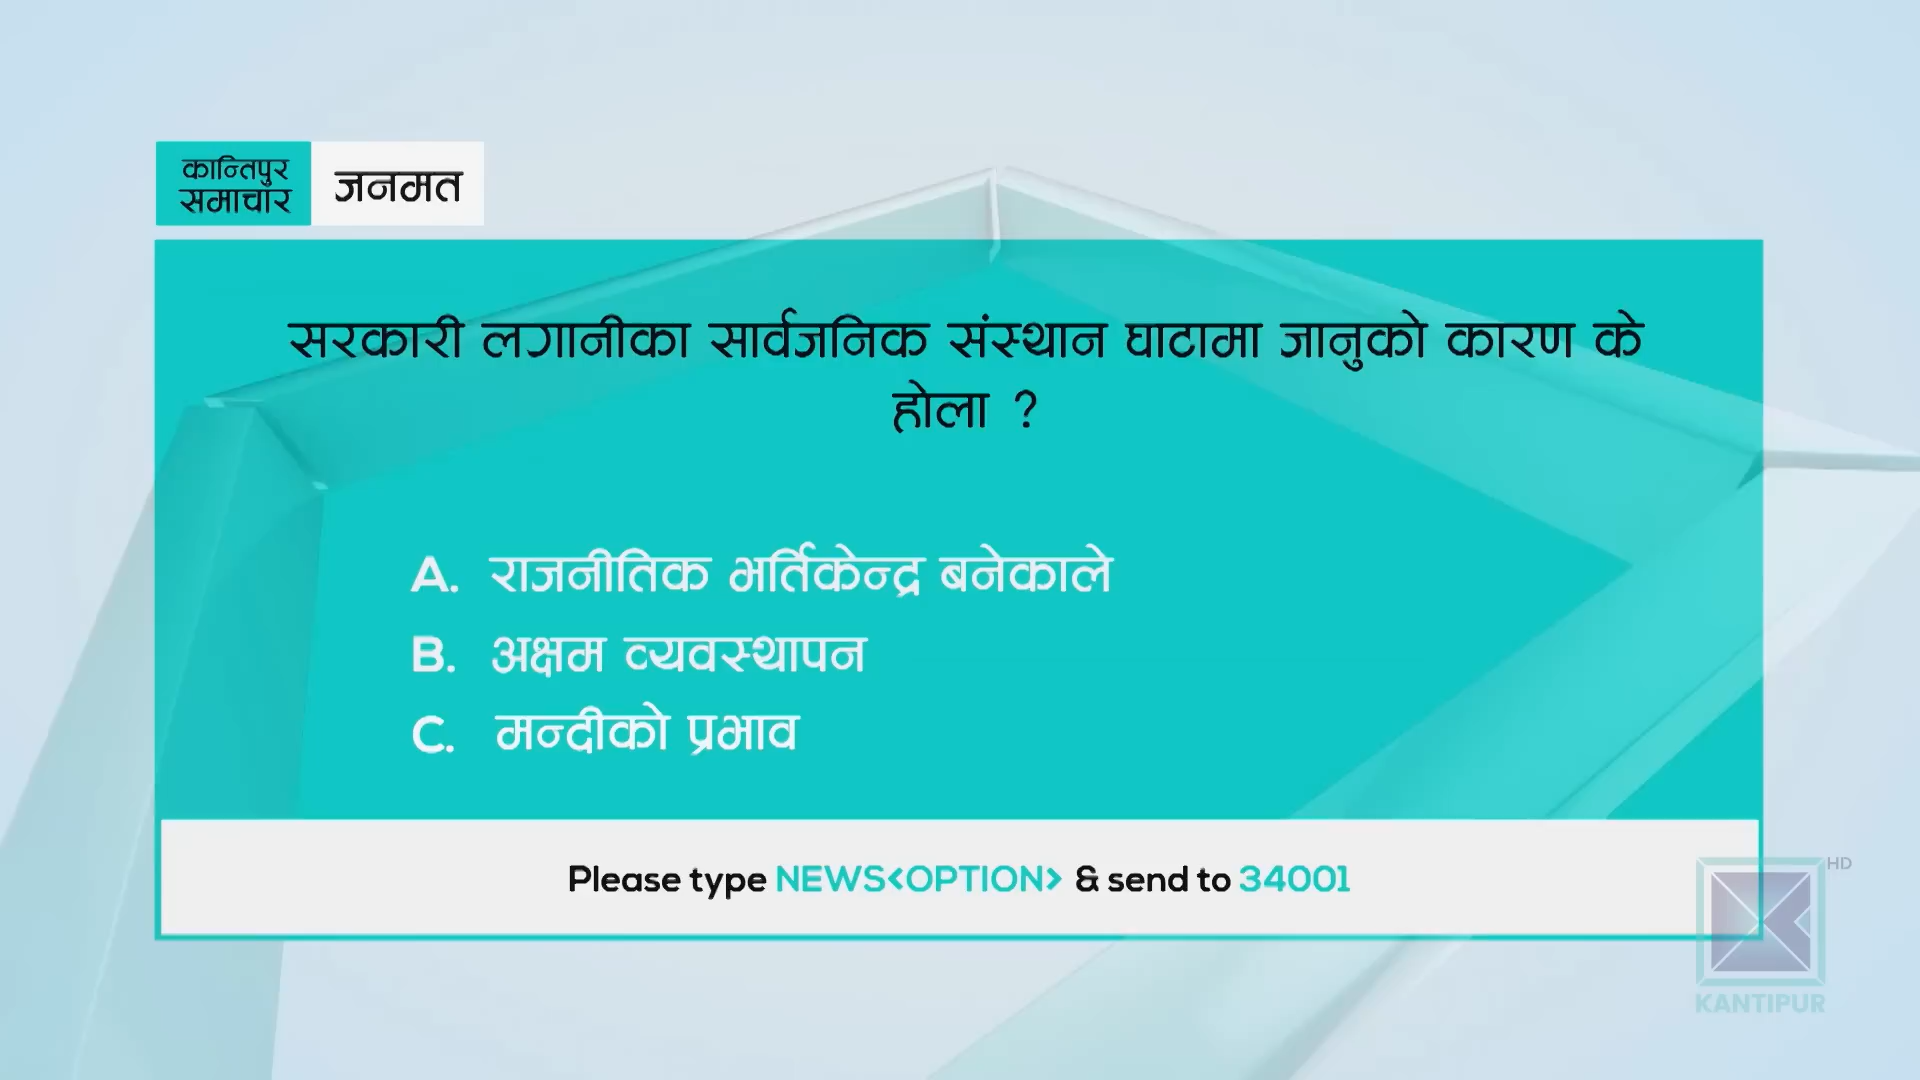 कान्तिपुर
समाचार
जनमत
सरकारी लगानीका सार्वजनिक संस्थान घाटामा जानुको कारण के
होला ?
A. राजनीतिक भर्तिकेन्द्र बनेकाले
B. अक्षम व्यवस्थापन
C. मन्दीको प्रभाव
Please type NEWS<OPTION> & send to 34001
HD
KANTIPUR